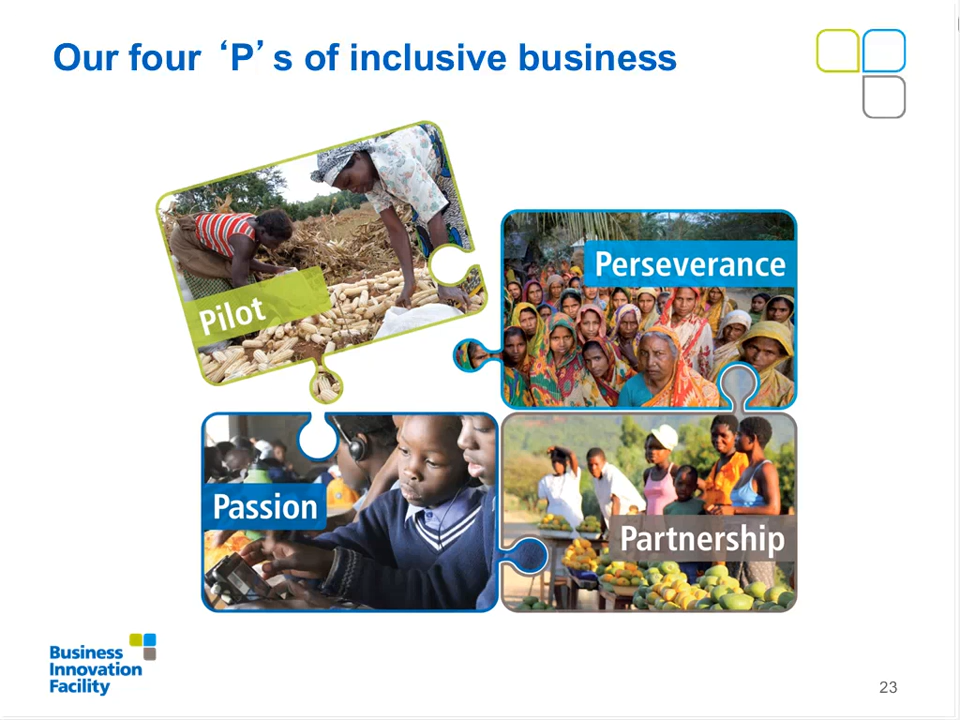 Our four ‘P’s of inclusive business
Pilot
Perseverance
Passion
Partnership
Business
Innovation
Facility
23